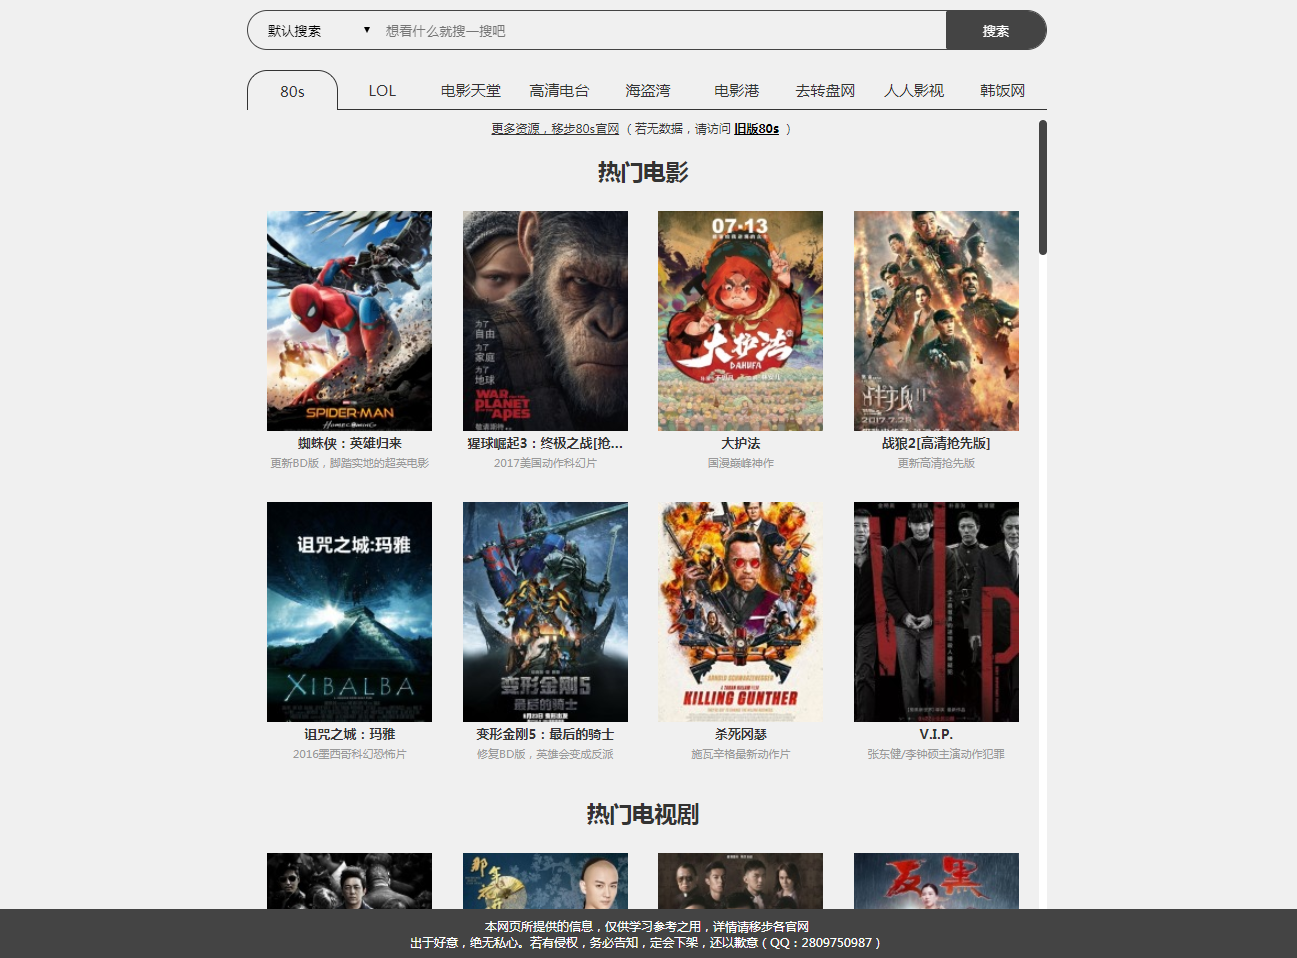 默认搜索 ▼ 想看什么就搜一搜吧 搜索
80s LOL 电影天堂 高清电台 海盗湾 电影港 去转盘网 人人影视 韩饭网
更多资源，移步80s官网 （ 若无数据，请访问 旧版80s ）
热门电影
为了
自由
为了
家庭
为了
地球
WAR FOR THE
PLANET
OF THE
APES
敬请期待
SPIDER-MAN
HOMECOMING
07·13
大护法
DAHUFA
战狼II
2017.7.28
蜘蛛侠：英雄归来 猩球崛起3：终极之战[抢... 大护法 战狼2[高清抢先版]
更新BD版，脚踏实地的超英电影 2017美国动作科幻片 国漫巅峰神作 更新高清抢先版
诅咒之城:玛雅
XIBALBA
变形金刚5
最后的骑士
ARNOLD SCHWARZENEGGER
KILLING GUNTHER
VIP
诅咒之城：玛雅 变形金刚5：最后的骑士 杀死冈瑟 V.I.P.
2016墨西哥科幻恐怖片 修复BD版，英雄会变成反派 施瓦辛格最新动作片 张东健/李钟硕主演动作犯罪
热门电视剧
那年花开
反黑
本网页所提供的信息，仅供学习参考之用，详情请移步各官网
出于好意，绝无私心。若有侵权，务必告知，定会下架，还以歉意（ QQ：2809750987 ）